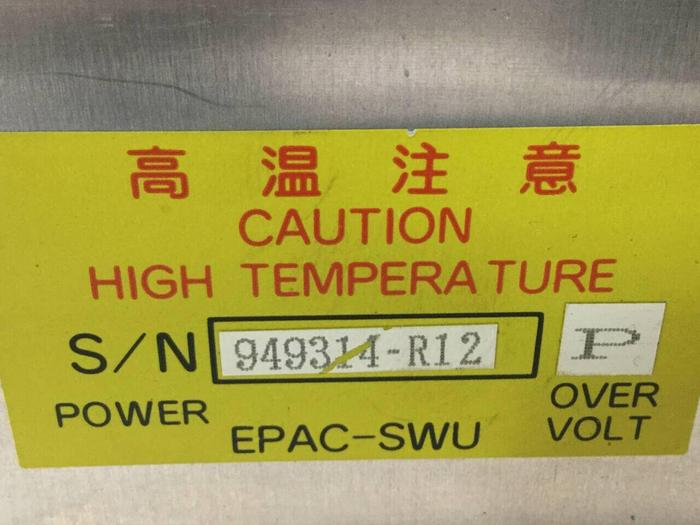 高温注意
CAUTION
HIGH TEMPERATURE
S/N 949314-R12 P
POWER EPAC-SWU OVER
VOLT